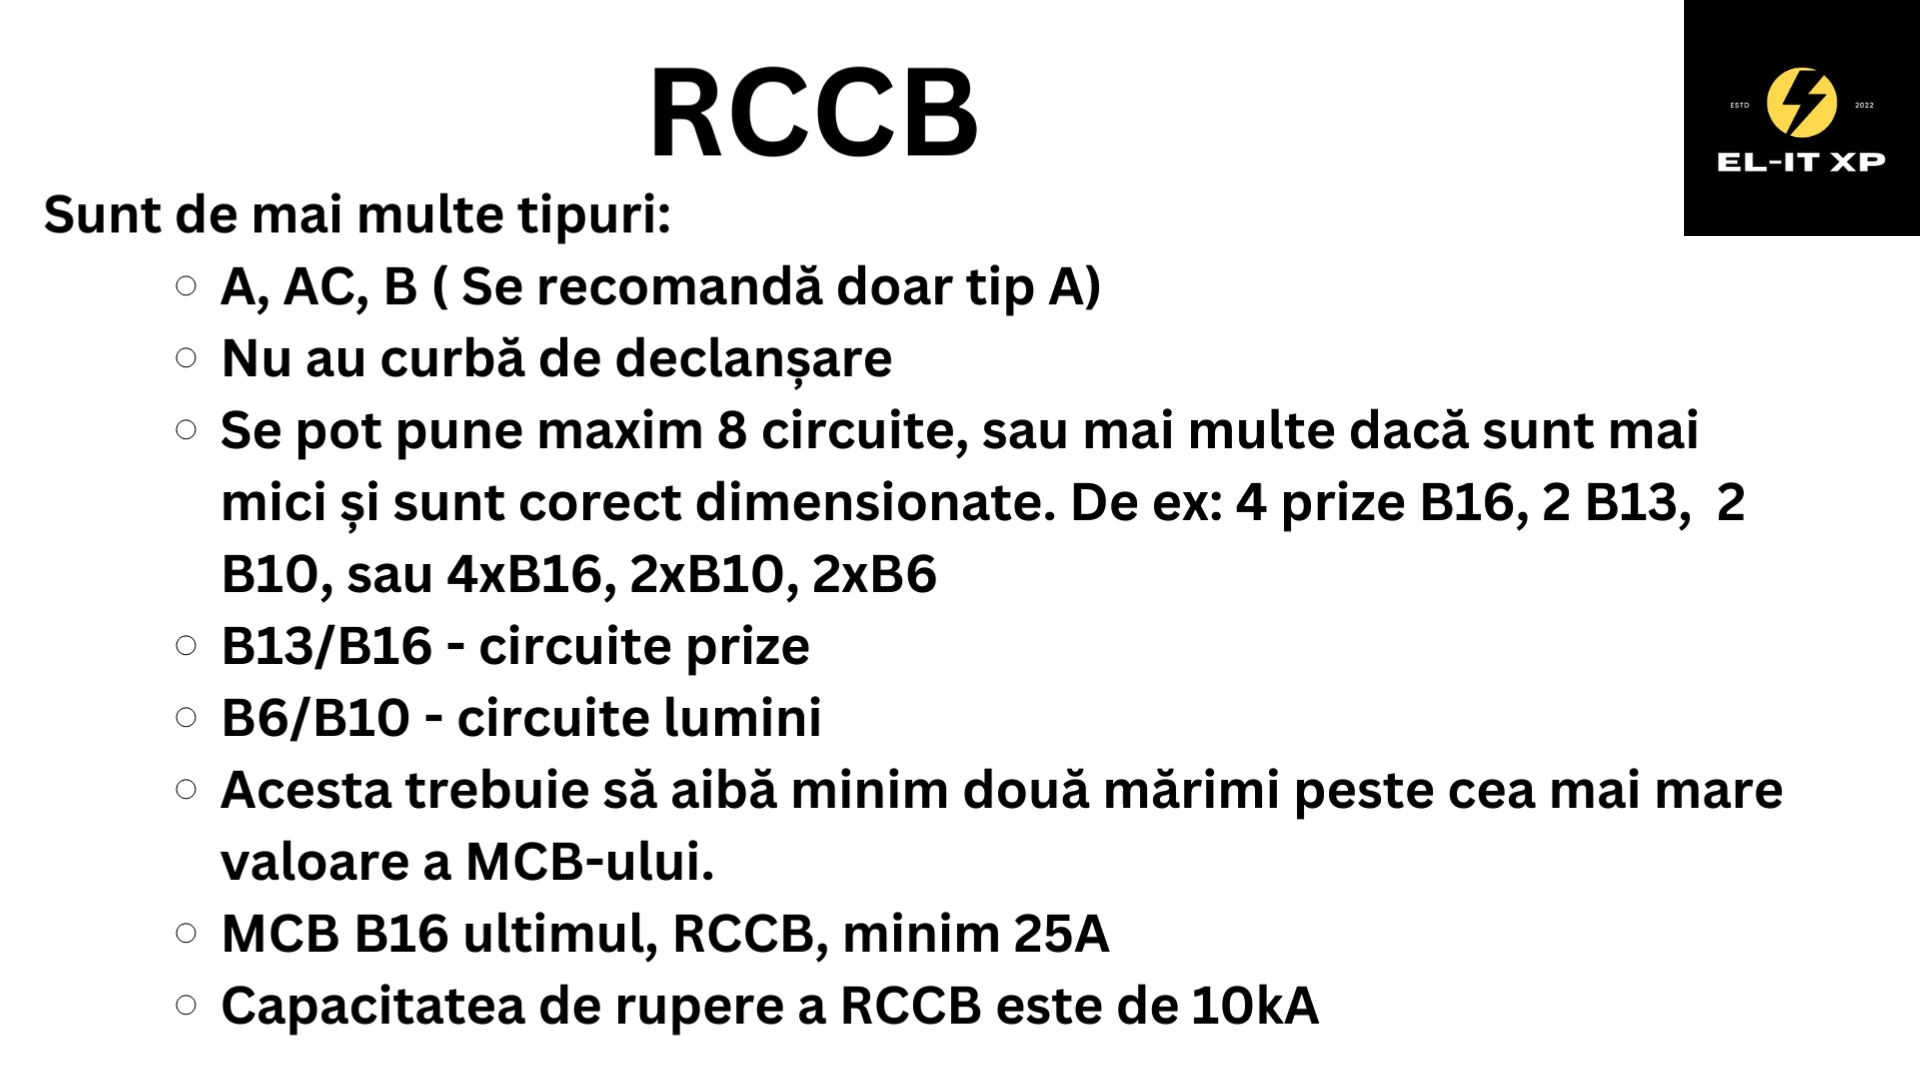 RCCB
ESTD
2022
EL-IT XP
Sunt de mai multe tipuri:
A, AC, B ( Se recomandă doar tip A)
Nu au curbă de declanșare
Se pot pune maxim 8 circuite, sau mai multe dacă sunt mai
mici și sunt corect dimensionate. De ex: 4 prize B16, 2 B13,  2
B10, sau 4xB16, 2xB10, 2xB6
B13/B16 - circuite prize
B6/B10 - circuite lumini
Acesta trebuie să aibă minim două mărimi peste cea mai mare
valoare a MCB-ului.
MCB B16 ultimul, RCCB, minim 25A
Capacitatea de rupere a RCCB este de 10kA